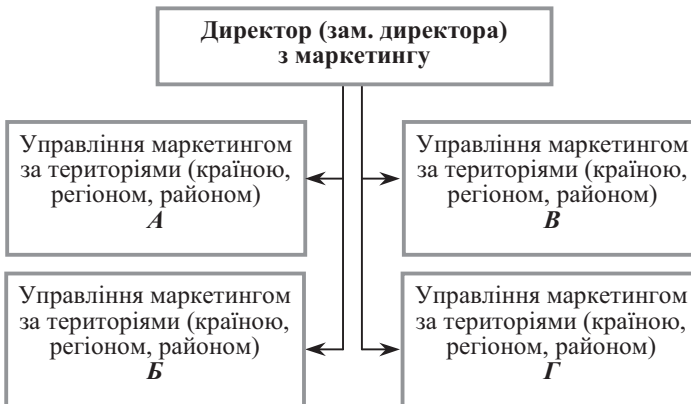 Директор (зам. директора)
з маркетингу
Управління маркетингом
за територіями (країною,
регіоном, районом)
А
Управління маркетингом
за територіями (країною,
регіоном, районом)
В
Управління маркетингом
за територіями (країною,
регіоном, районом)
Б
Управління маркетингом
за територіями (країною,
регіоном, районом)
Г